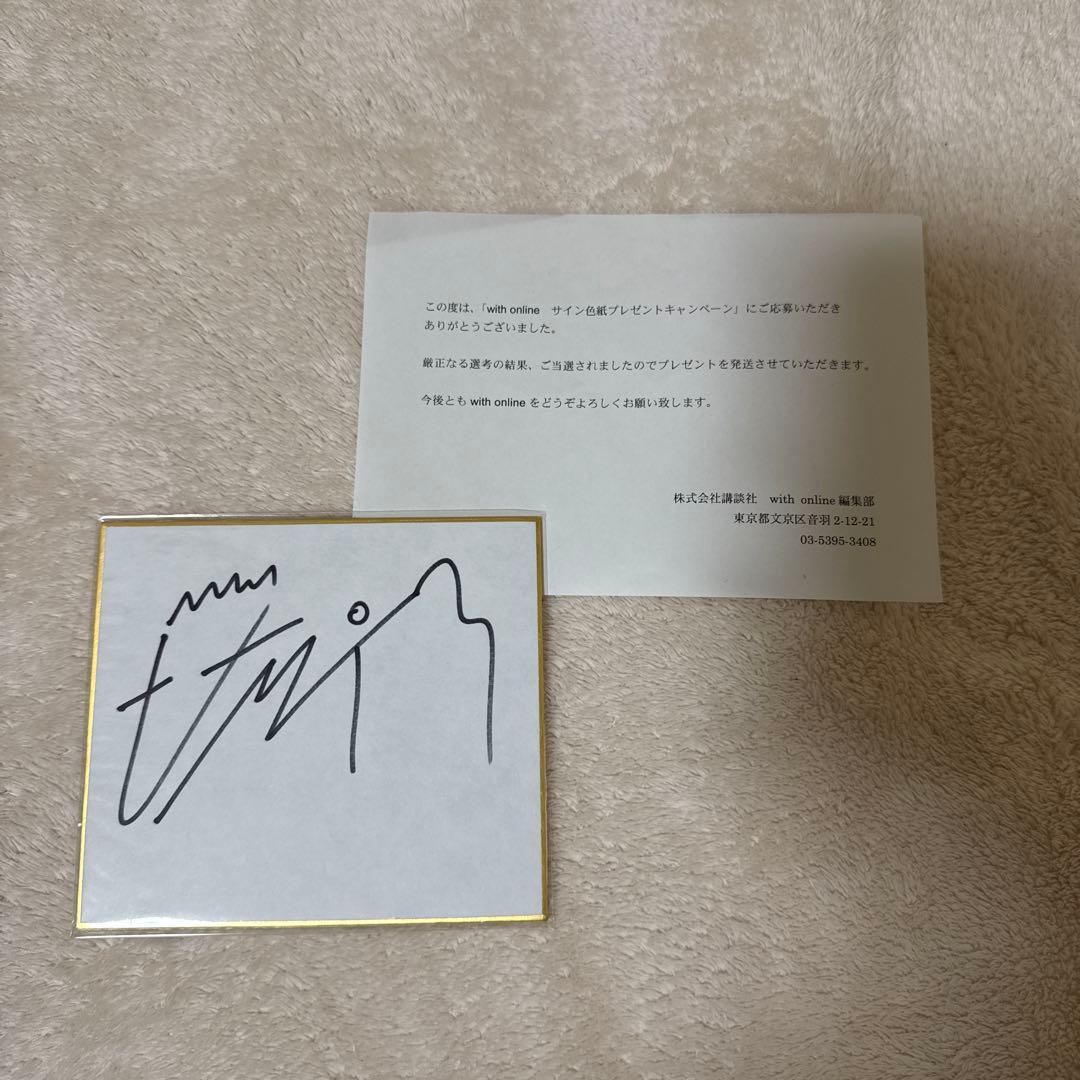 この度は、「with online　サイン色紙プレゼントキャンペーン」にご応募いただき
ありがとうございました。
厳正なる選考の結果、ご当選されましたのでプレゼントを発送させていただきます。
今後とも with online をどうぞよろしくお願い致します。
株式会社講談社　with online 編集部
東京都文京区音羽 2-12-21
03-5395-3408